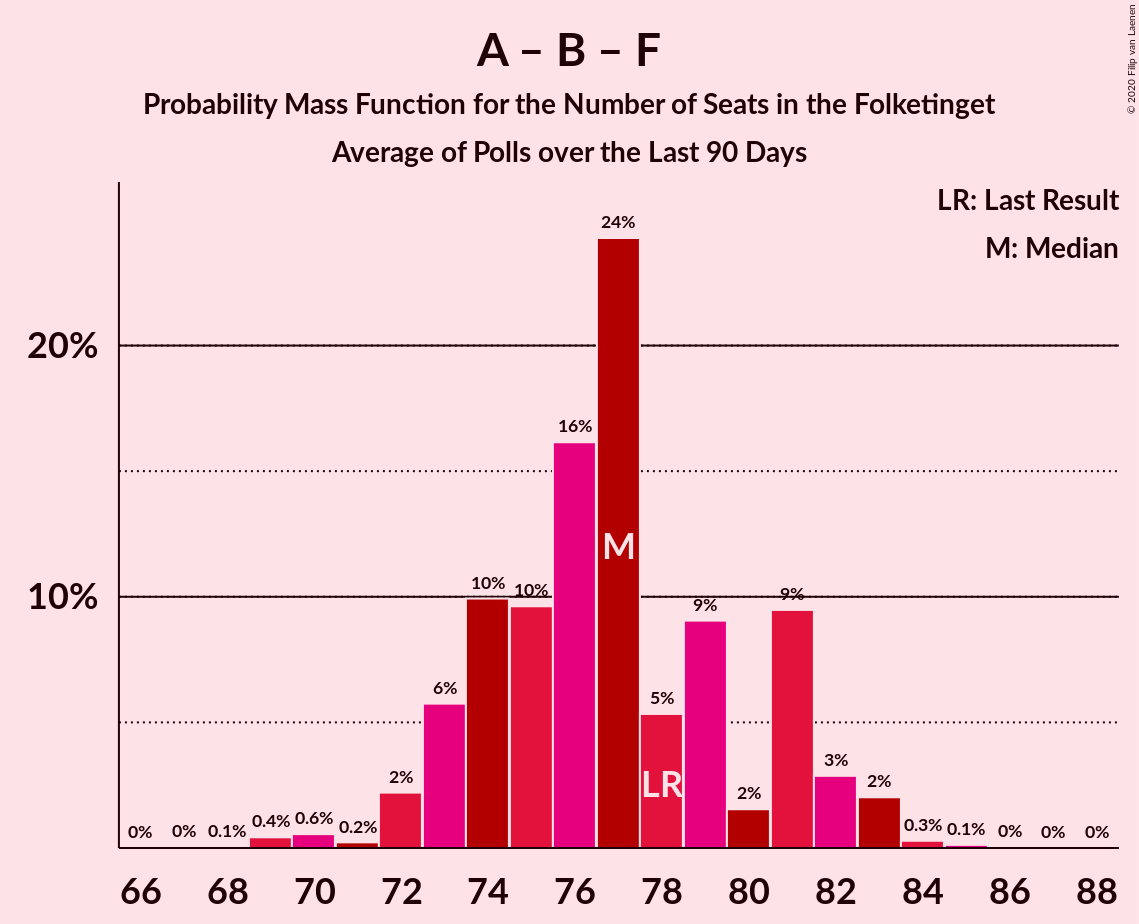 A – B – F
Probability Mass Function for the Number of Seats in the Folketinget
Average of Polls over the Last 90 Days
© 2020 Filip van Laenen
LR: Last Result
M: Median
20%
10%
0% 0% 0.1% 0.4% 0.6% 0.2% 2% 6% 10% 10% 16% 24% 5% 9% 2% 9% 3% 2% 0.3% 0.1% 0% 0% 0%
M
LR
66 68 70 72 74 76 78 80 82 84 86 88